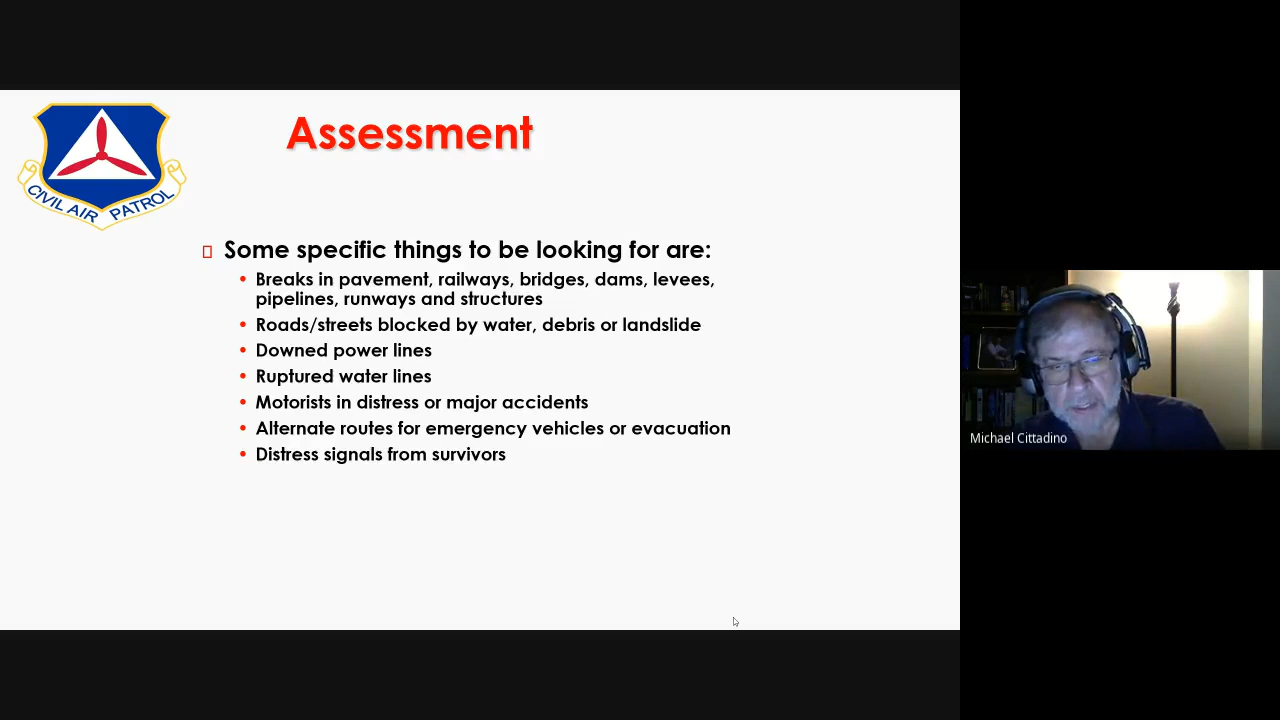 CIVIL AIR PATROL
Assessment
Some specific things to be looking for are:
• Breaks in pavement, railways, bridges, dams, levees,
pipelines, runways and structures
• Roads/streets blocked by water, debris or landslide
• Downed power lines
• Ruptured water lines
• Motorists in distress or major accidents
• Alternate routes for emergency vehicles or evacuation
• Distress signals from survivors
Michael Cittadino